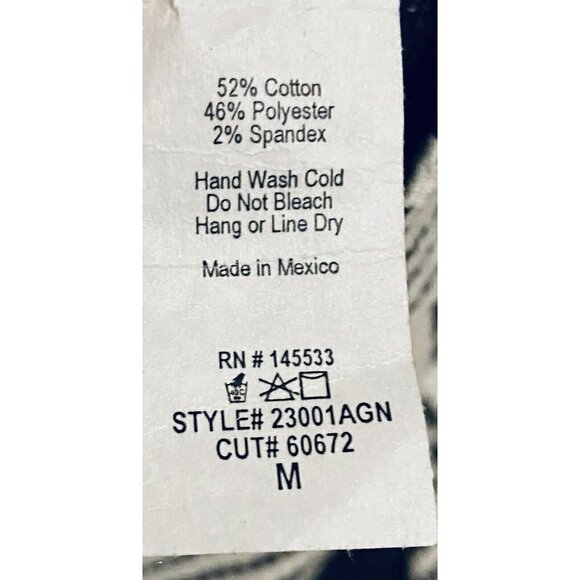 52% Cotton
46% Polyester
2% Spandex
Hand Wash Cold
Do Not Bleach
Hang or Line Dry
Made in Mexico
RN # 145533
STYLE# 23001AGN
CUT# 60672
M